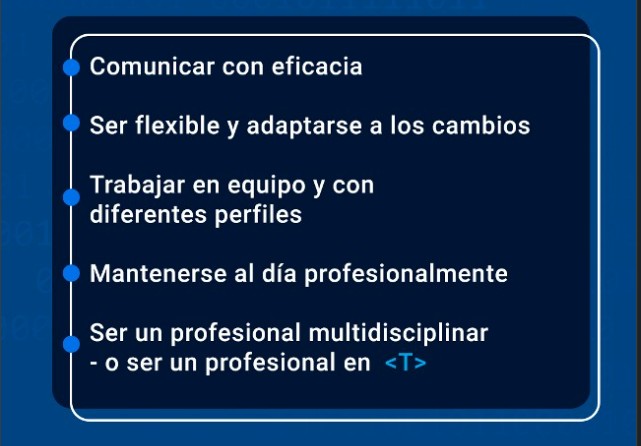 Comunicar con eficacia
Ser flexible y adaptarse a los cambios
Trabajar en equipo y con
diferentes perfiles
Mantenerse al día profesionalmente
Ser un profesional multidisciplinar
- o ser un profesional en <T>